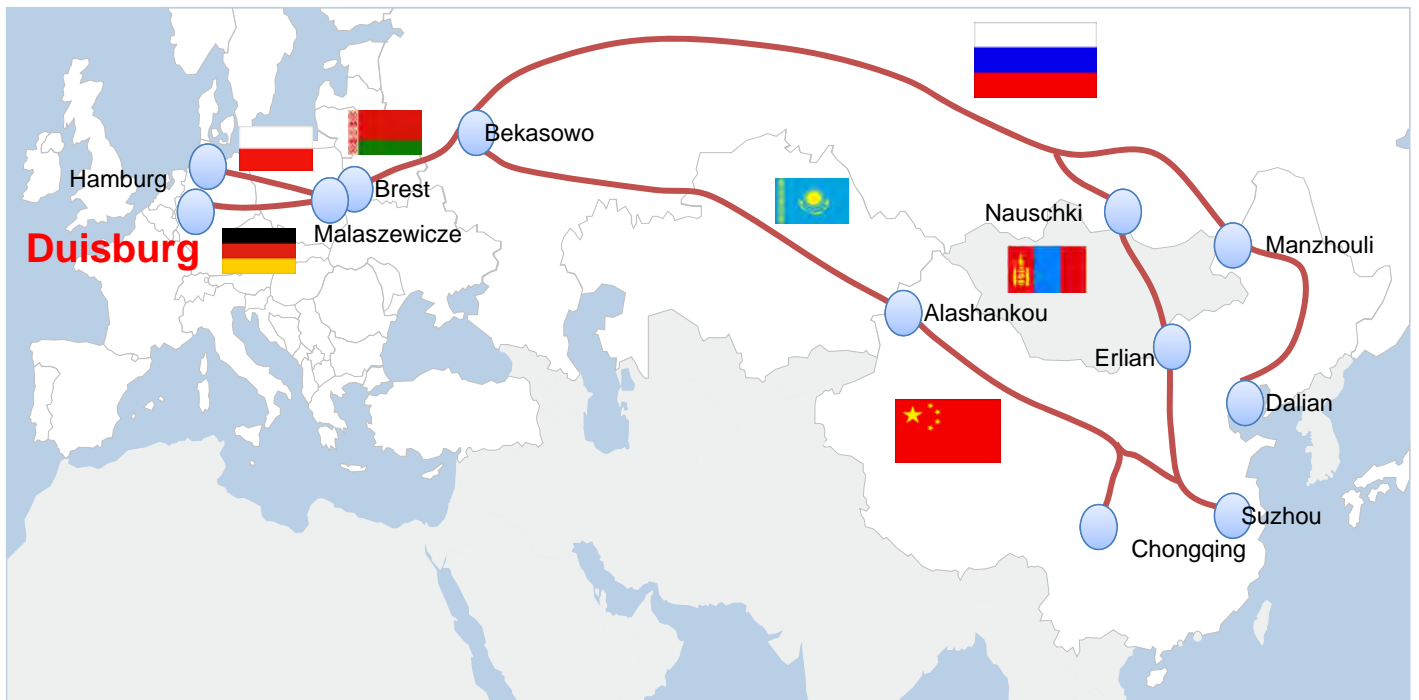 Bekasowo
Hamburg
Brest
Malaszewicze
Duisburg
Nauschki
Manzhouli
Alashankou
Erlian
Dalian
Suzhou
Chongqing